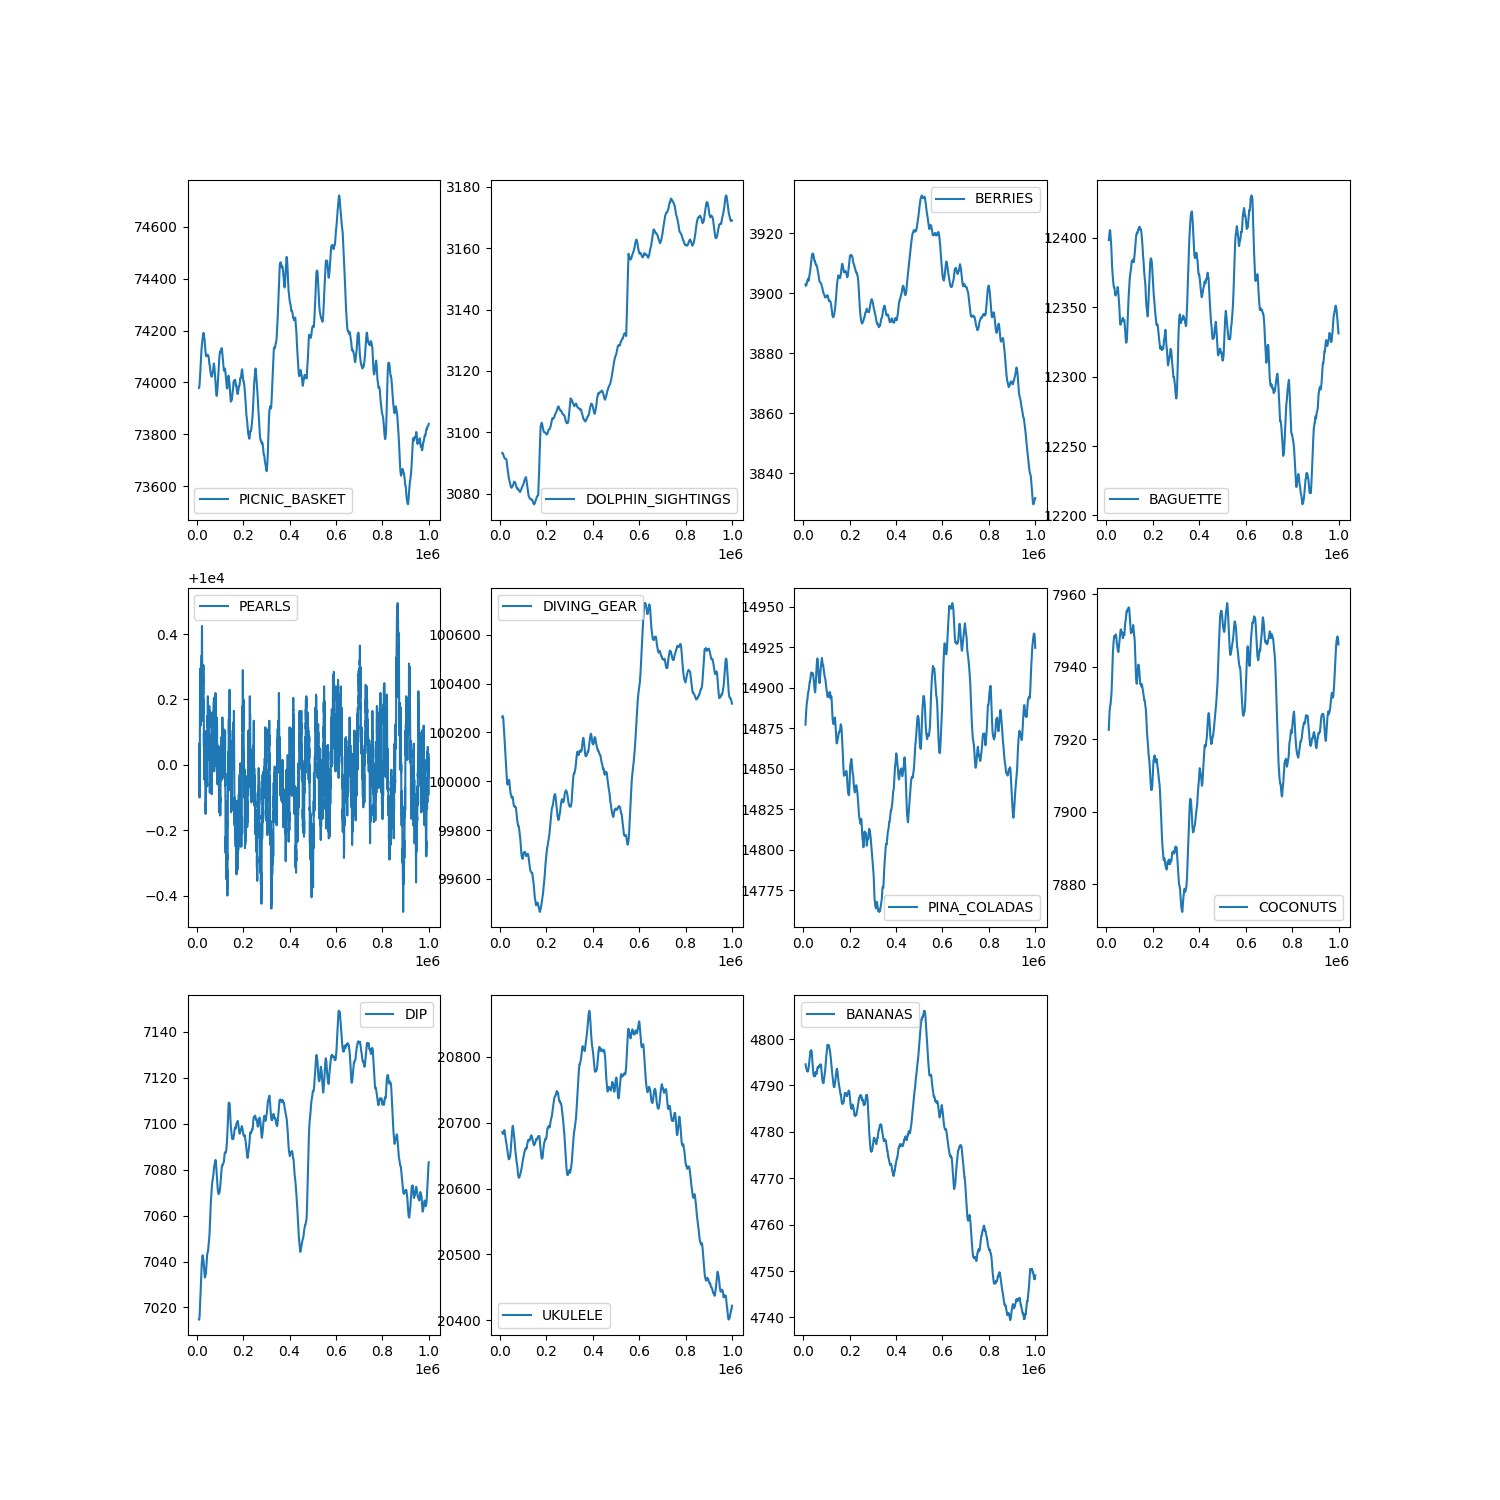 74600
74400
74200
74000
73800
73600
PICNIC_BASKET
0.0 0.2 0.4 0.6 0.8 1.0
1e6
3180
3160
3140
3120
3100
3080
DOLPHIN_SIGHTINGS
0.0 0.2 0.4 0.6 0.8 1.0
1e6
3920
3900
3880
3860
3840
BERRIES
0.0 0.2 0.4 0.6 0.8 1.0
1e6
12400
12350
12300
12250
12200
BAGUETTE
0.0 0.2 0.4 0.6 0.8 1.0
1e6
+1e4
0.4
0.2
0.0
−0.2
−0.4
PEARLS
0.0 0.2 0.4 0.6 0.8 1.0
1e6
100600
100400
100200
100000
99800
99600
DIVING_GEAR
0.0 0.2 0.4 0.6 0.8 1.0
1e6
14950
14925
14900
14875
14850
14825
14800
14775
PINA_COLADAS
0.0 0.2 0.4 0.6 0.8 1.0
1e6
7960
7940
7920
7900
7880
COCONUTS
0.0 0.2 0.4 0.6 0.8 1.0
1e6
7140
7120
7100
7080
7060
7040
7020
DIP
0.0 0.2 0.4 0.6 0.8 1.0
1e6
20800
20700
20600
20500
20400
UKULELE
0.0 0.2 0.4 0.6 0.8 1.0
1e6
4800
4790
4780
4770
4760
4750
4740
BANANAS
0.0 0.2 0.4 0.6 0.8 1.0
1e6